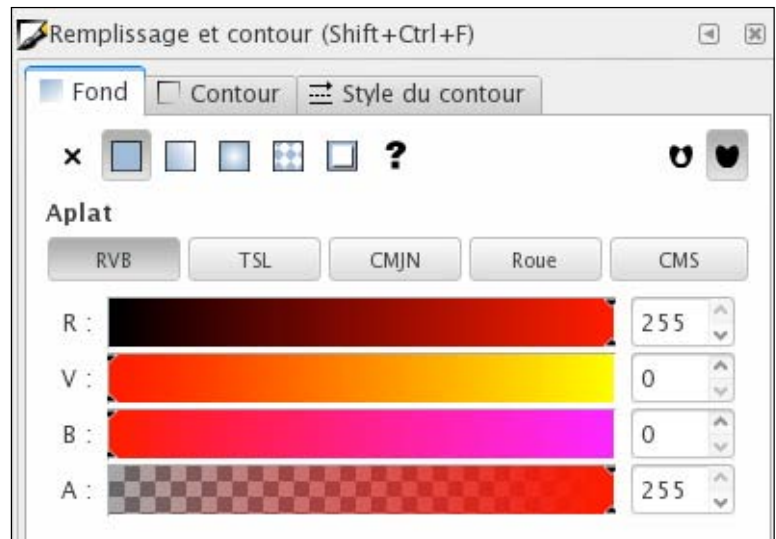 Remplissage et contour (Shift+Ctrl+F)
Fond Contour Style du contour
?
Aplat
RVB TSL CMJN Roue CMS
R : 255
V : 0
B : 0
A : 255